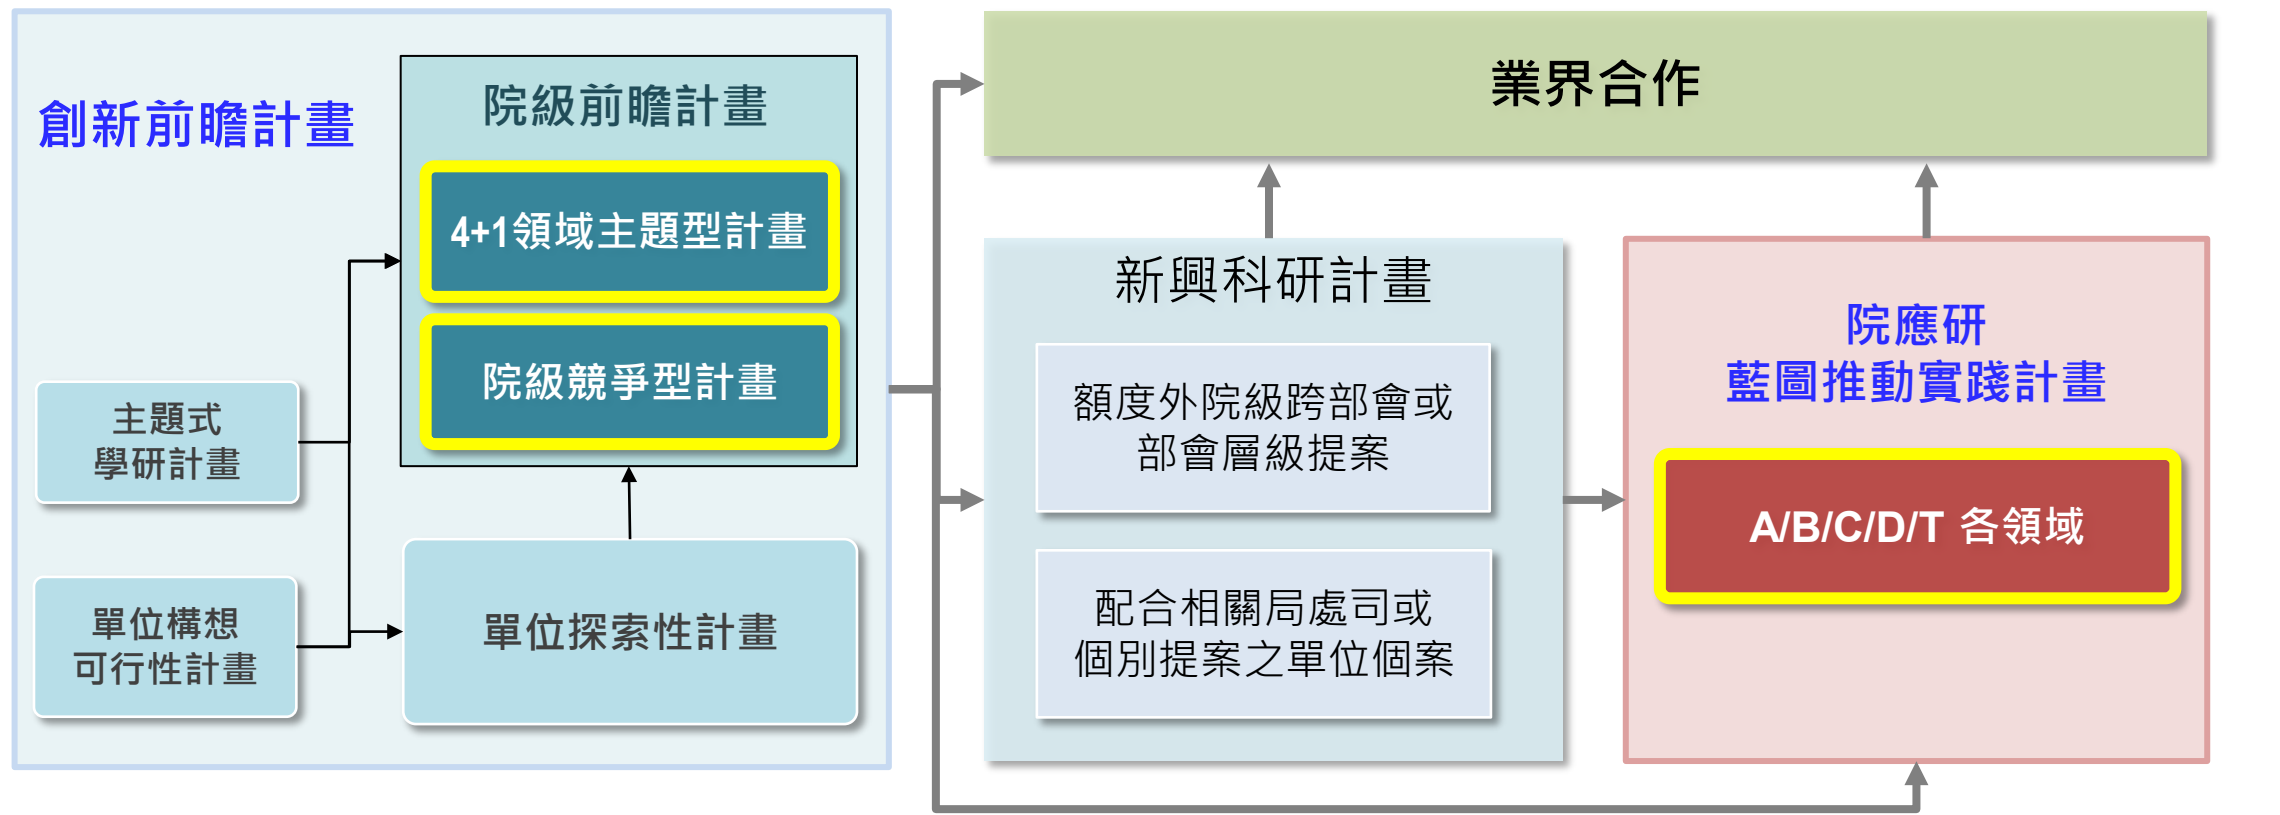 創新前瞻計畫
院級前瞻計畫
4+1領域主題型計畫
院級競爭型計畫
主題式
學研計畫
單位構想
可行性計畫
單位探索性計畫
業界合作
新興科研計畫
額度外院級跨部會或
部會層級提案
配合相關局處司或
個別提案之單位個案
院應研
藍圖推動實踐計畫
A/B/C/D/T 各領域